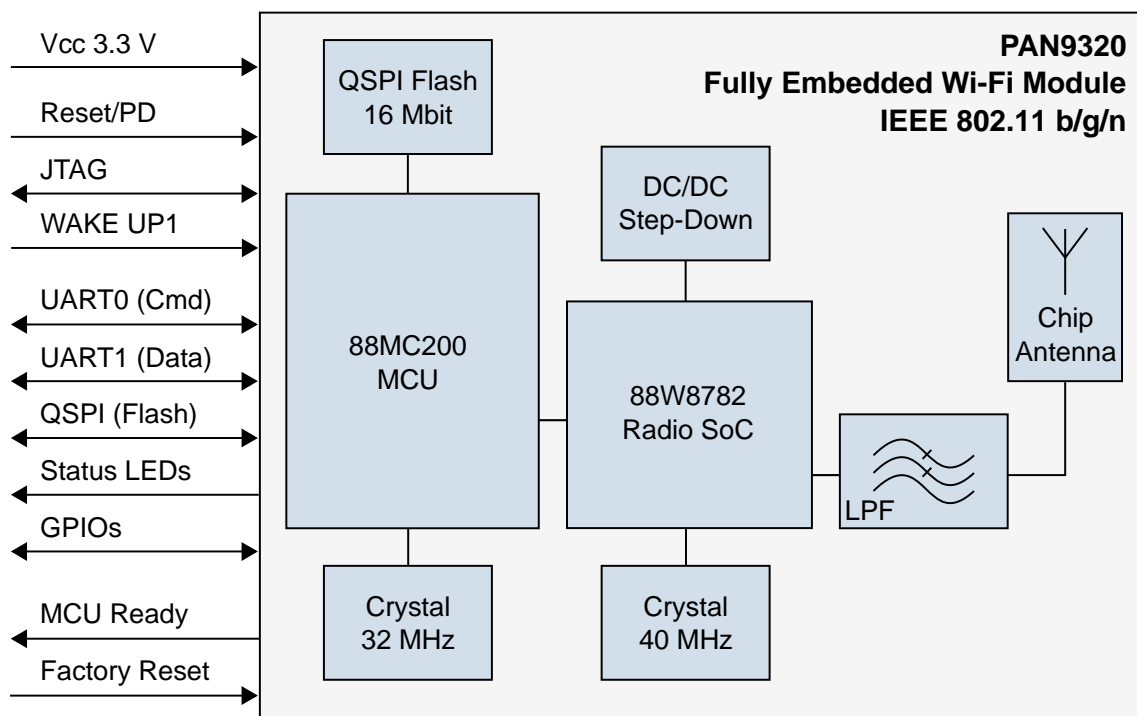 Vcc 3.3 V
Reset/PD
JTAG
WAKE UP1
UART0 (Cmd)
UART1 (Data)
QSPI (Flash)
Status LEDs
GPIOs
MCU Ready
Factory Reset
PAN9320
Fully Embedded Wi-Fi Module
IEEE 802.11 b/g/n
QSPI Flash
16 Mbit
88MC200
MCU
Crystal
32 MHz
DC/DC
Step-Down
88W8782
Radio SoC
Crystal
40 MHz
LPF
Chip
Antenna